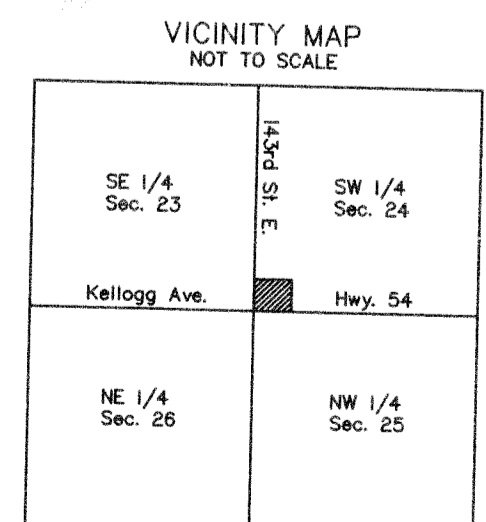 VICINITY MAP
NOT TO SCALE
143rd St. E.
SE 1/4
Sec. 23
SW 1/4
Sec. 24
Kellogg Ave.
Hwy. 54
NE 1/4
Sec. 26
NW 1/4
Sec. 25